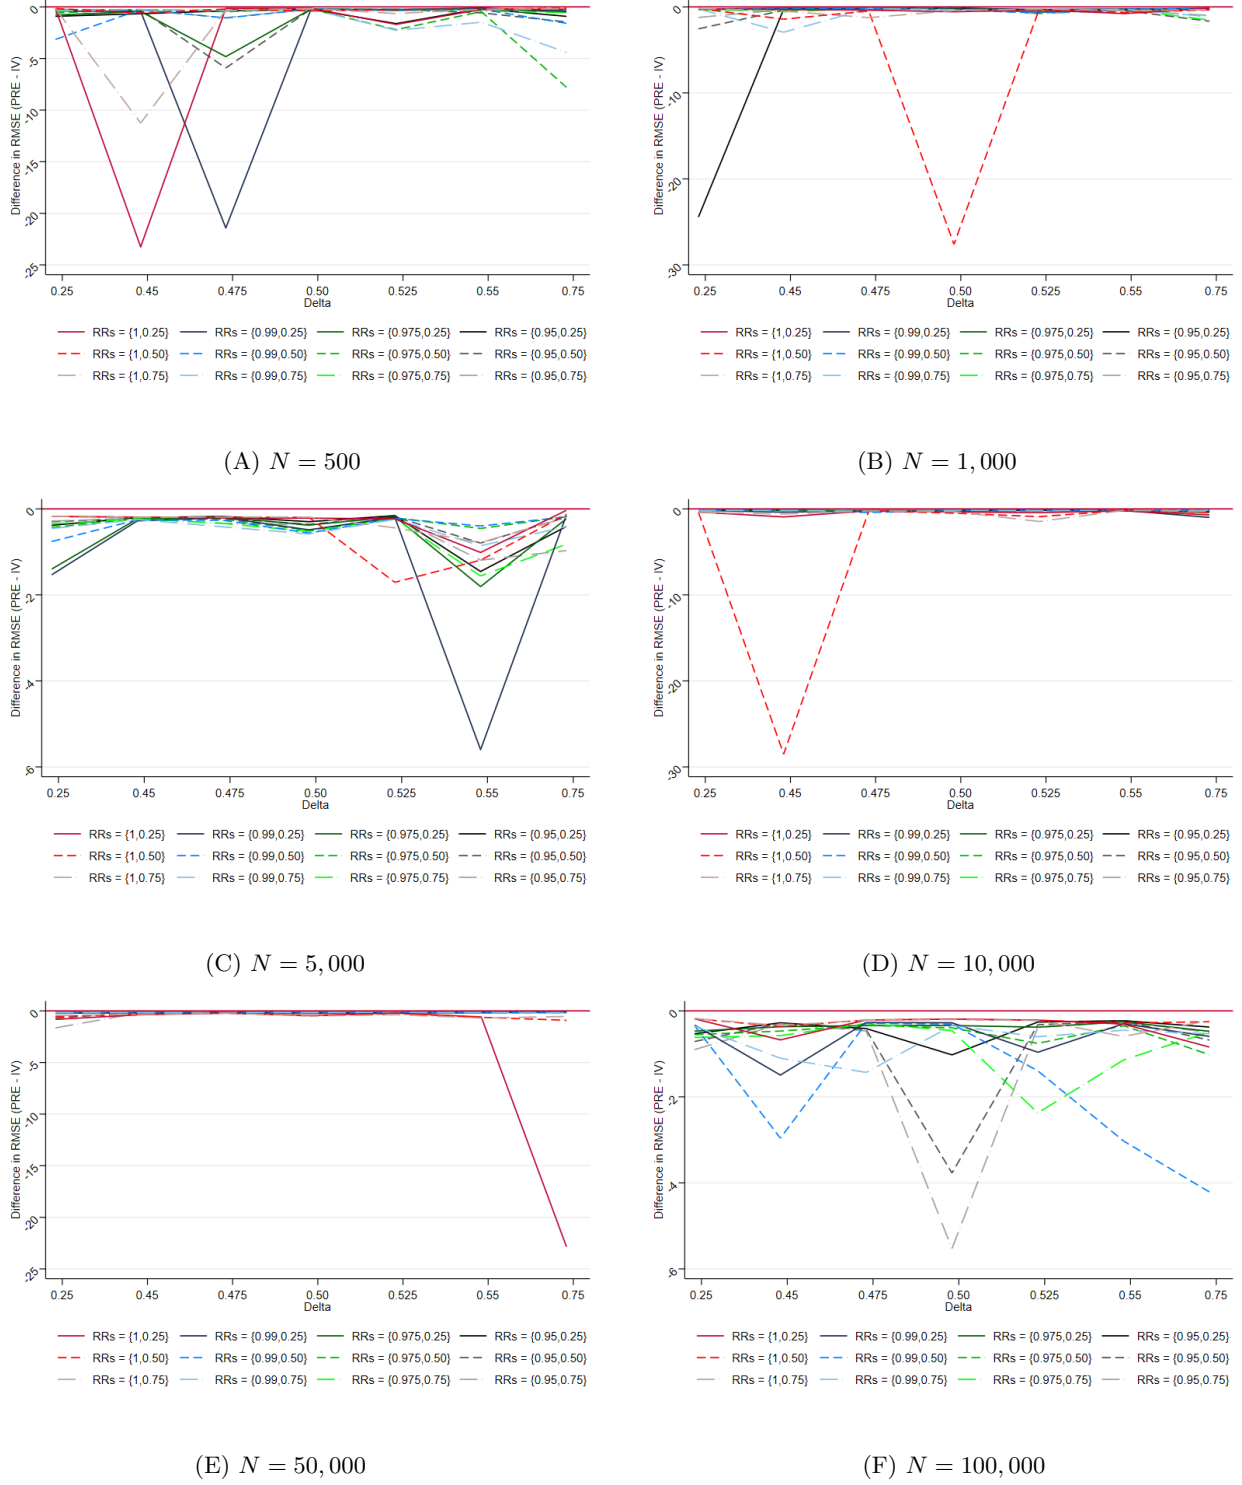 Difference in RMSE (PRE - IV)
0
-5
-10
-15
-20
-25
0.25 0.45 0.475 0.50 0.525 0.55 0.75
Delta
RRs = {1,0.25} RRs = {0.99,0.25} RRs = {0.975,0.25} RRs = {0.95,0.25}
RRs = {1,0.50} RRs = {0.99,0.50} RRs = {0.975,0.50} RRs = {0.95,0.50}
RRs = {1,0.75} RRs = {0.99,0.75} RRs = {0.975,0.75} RRs = {0.95,0.75}
(A) N = 500
Difference in RMSE (PRE - IV)
0
-10
-20
-30
0.25 0.45 0.475 0.50 0.525 0.55 0.75
Delta
RRs = {1,0.25} RRs = {0.99,0.25} RRs = {0.975,0.25} RRs = {0.95,0.25}
RRs = {1,0.50} RRs = {0.99,0.50} RRs = {0.975,0.50} RRs = {0.95,0.50}
RRs = {1,0.75} RRs = {0.99,0.75} RRs = {0.975,0.75} RRs = {0.95,0.75}
(B) N = 1, 000
Difference in RMSE (PRE - IV)
0
-2
-4
-6
0.25 0.45 0.475 0.50 0.525 0.55 0.75
Delta
RRs = {1,0.25} RRs = {0.99,0.25} RRs = {0.975,0.25} RRs = {0.95,0.25}
RRs = {1,0.50} RRs = {0.99,0.50} RRs = {0.975,0.50} RRs = {0.95,0.50}
RRs = {1,0.75} RRs = {0.99,0.75} RRs = {0.975,0.75} RRs = {0.95,0.75}
(C) N = 5, 000
Difference in RMSE (PRE - IV)
0
-10
-20
-30
0.25 0.45 0.475 0.50 0.525 0.55 0.75
Delta
RRs = {1,0.25} RRs = {0.99,0.25} RRs = {0.975,0.25} RRs = {0.95,0.25}
RRs = {1,0.50} RRs = {0.99,0.50} RRs = {0.975,0.50} RRs = {0.95,0.50}
RRs = {1,0.75} RRs = {0.99,0.75} RRs = {0.975,0.75} RRs = {0.95,0.75}
(D) N = 10, 000
Difference in RMSE (PRE - IV)
0
-5
-10
-15
-20
-25
0.25 0.45 0.475 0.50 0.525 0.55 0.75
Delta
RRs = {1,0.25} RRs = {0.99,0.25} RRs = {0.975,0.25} RRs = {0.95,0.25}
RRs = {1,0.50} RRs = {0.99,0.50} RRs = {0.975,0.50} RRs = {0.95,0.50}
RRs = {1,0.75} RRs = {0.99,0.75} RRs = {0.975,0.75} RRs = {0.95,0.75}
(E) N = 50, 000
Difference in RMSE (PRE - IV)
0
-2
-4
-6
0.25 0.45 0.475 0.50 0.525 0.55 0.75
Delta
RRs = {1,0.25} RRs = {0.99,0.25} RRs = {0.975,0.25} RRs = {0.95,0.25}
RRs = {1,0.50} RRs = {0.99,0.50} RRs = {0.975,0.50} RRs = {0.95,0.50}
RRs = {1,0.75} RRs = {0.99,0.75} RRs = {0.975,0.75} RRs = {0.95,0.75}
(F) N = 100, 000